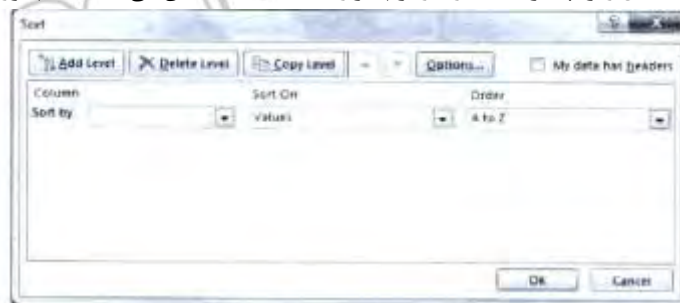 Sort
Add Level Delete Level Copy Level Options... My data has headers
Column Sort On Order
Sort by Values A to Z
OK Cancel